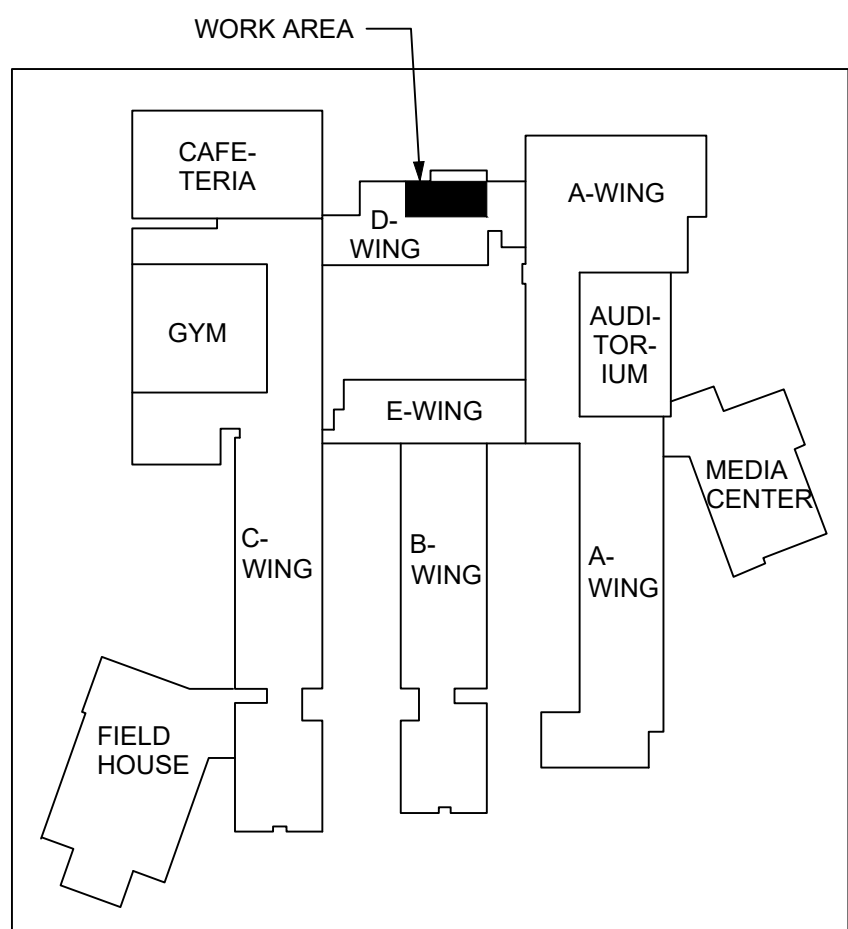 WORK AREA
CAFE-
TERIA
A-WING
D-
WING
GYM
AUDI-
TOR-
IUM
E-WING
MEDIA
CENTER
C-
WING
B-
WING
A-
WING
FIELD
HOUSE